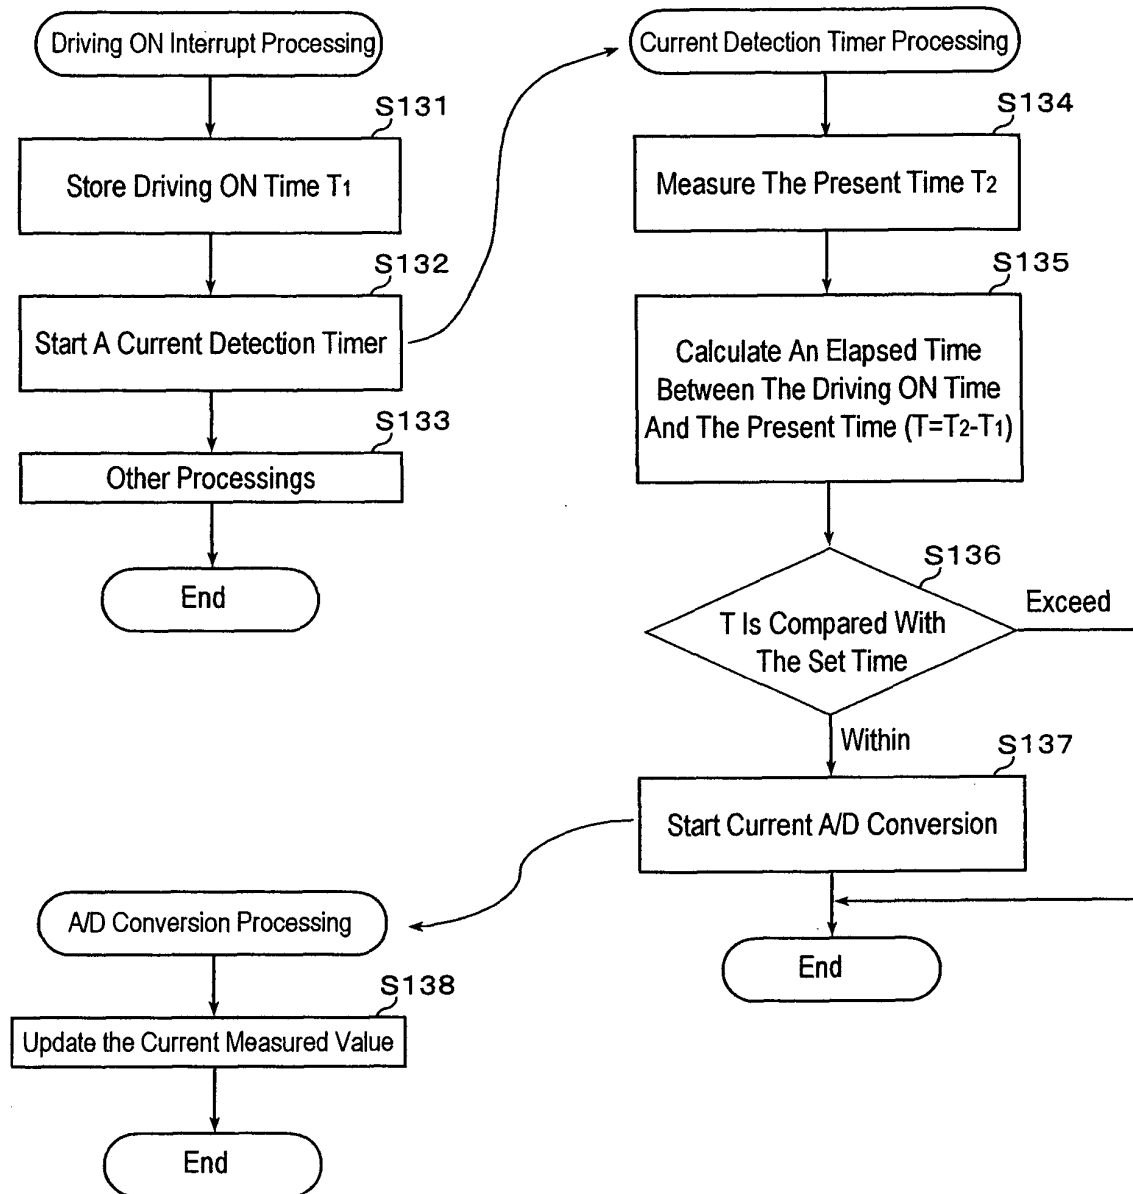 Driving ON Interrupt Processing
S131
Store Driving ON Time T1
S132
Start A Current Detection Timer
S133
Other Processings
End
Current Detection Timer Processing
S134
Measure The Present Time T2
S135
Calculate An Elapsed Time
Between The Driving ON Time
And The Present Time (T=T2-T1)
S136
T Is Compared With
The Set Time
Exceed
Within
S137
Start Current A/D Conversion
End
A/D Conversion Processing
S138
Update the Current Measured Value
End